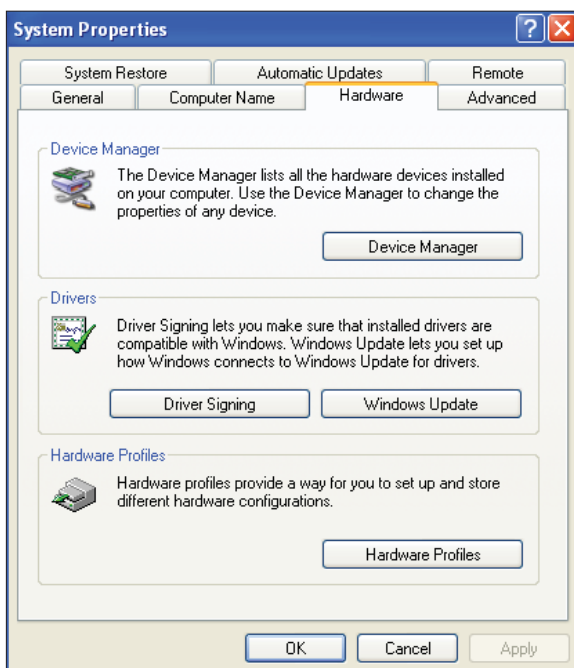 System Properties
System Restore Automatic Updates Remote
General Computer Name Hardware Advanced
Device Manager
The Device Manager lists all the hardware devices installed
on your computer. Use the Device Manager to change the
properties of any device.
Device Manager
Drivers
Driver Signing lets you make sure that installed drivers are
compatible with Windows. Windows Update lets you set up
how Windows connects to Windows Update for drivers.
Driver Signing Windows Update
Hardware Profiles
Hardware profiles provide a way for you to set up and store
different hardware configurations.
Hardware Profiles
OK Cancel Apply